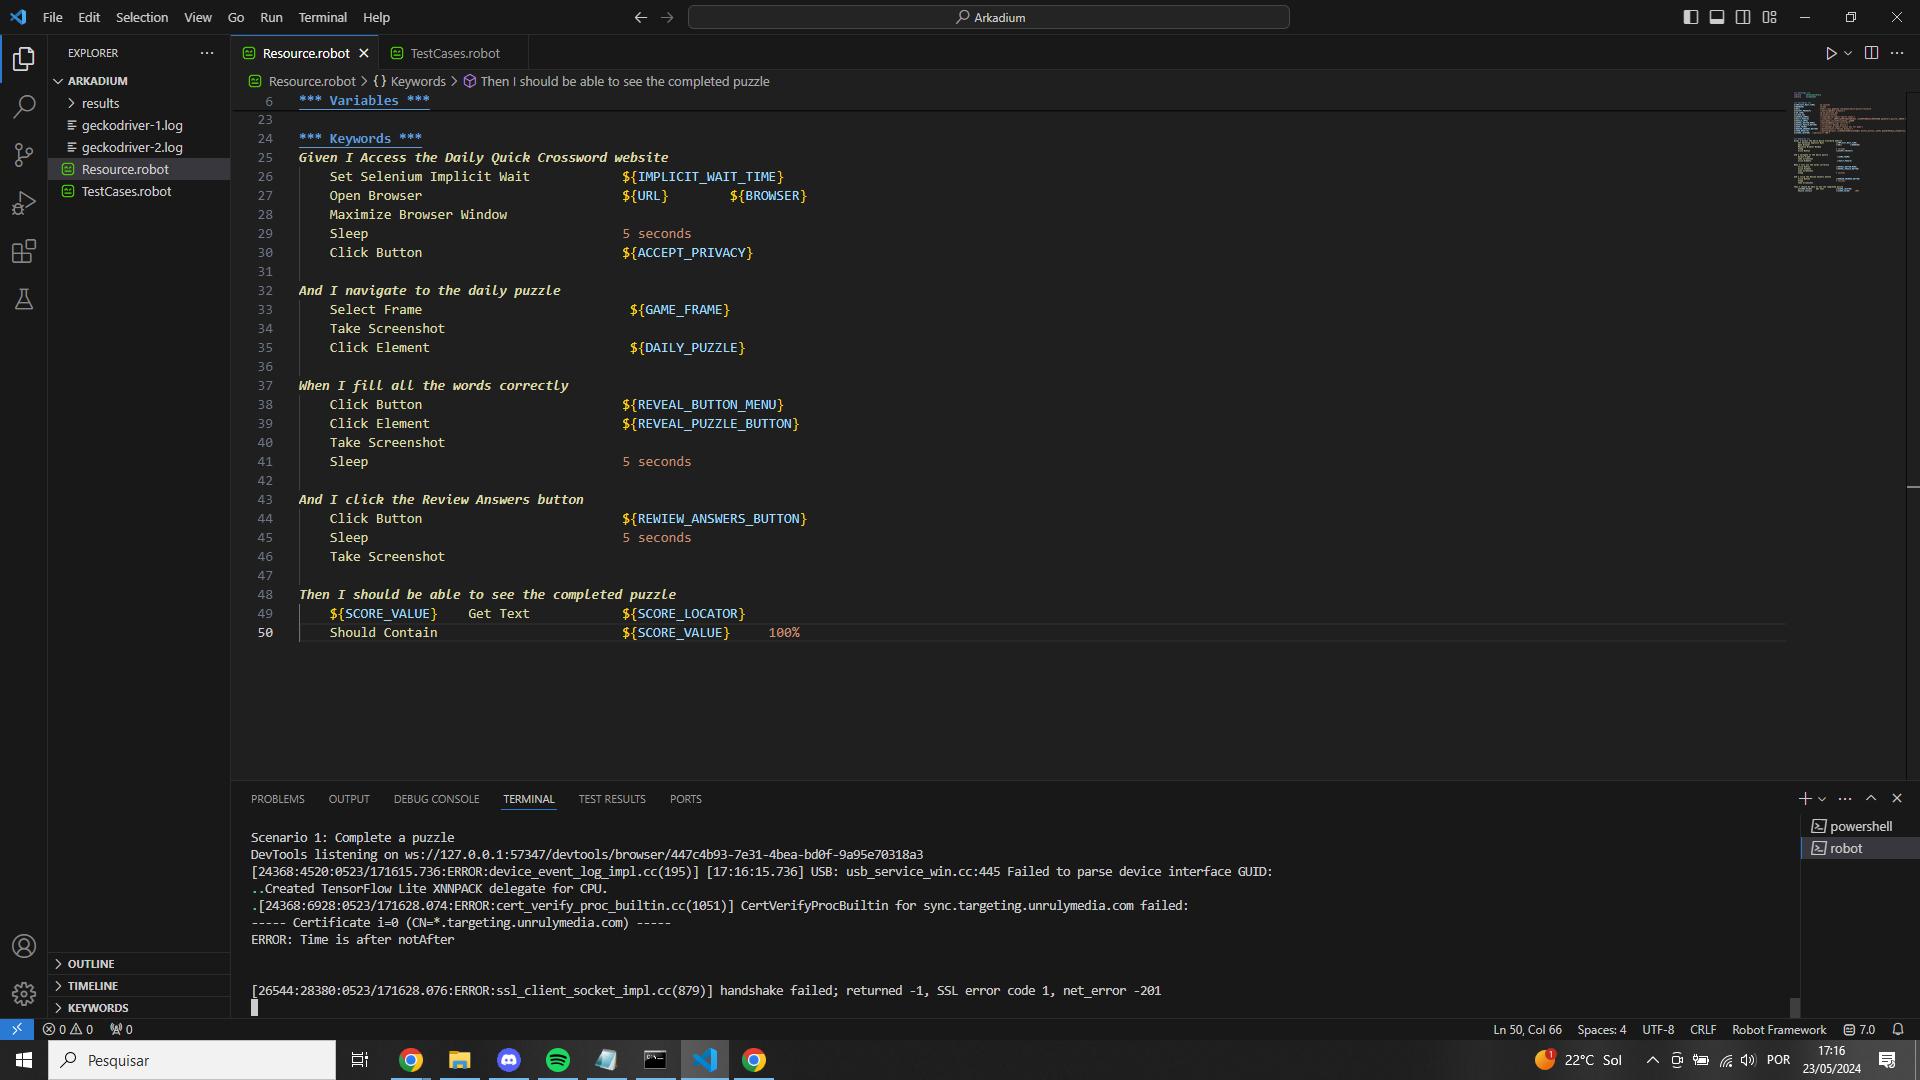 File Edit Selection View Go Run Terminal Help
Arkadium
EXPLORER
Resource.robot
TestCases.robot
ARKADIUM
results
geckodriver-1.log
geckodriver-2.log
Resource.robot
TestCases.robot
Resource.robot > {} Keywords > Then I should be able to see the completed puzzle
6 *** Variables ***
23
24 *** Keywords ***
25 Given I Access the Daily Quick Crossword website
26 Set Selenium Implicit Wait ${IMPLICIT_WAIT_TIME}
27 Open Browser ${URL} ${BROWSER}
28 Maximize Browser Window
29 Sleep 5 seconds
30 Click Button ${ACCEPT_PRIVACY}
31
32 And I navigate to the daily puzzle
33 Select Frame ${GAME_FRAME}
34 Take Screenshot
35 Click Element ${DAILY_PUZZLE}
36
37 When I fill all the words correctly
38 Click Button ${REVEAL_BUTTON_MENU}
39 Click Element ${REVEAL_PUZZLE_BUTTON}
40 Take Screenshot
41 Sleep 5 seconds
42
43 And I click the Review Answers button
44 Click Button ${REWIEW_ANSWERS_BUTTON}
45 Sleep 5 seconds
46 Take Screenshot
47
48 Then I should be able to see the completed puzzle
49 ${SCORE_VALUE} Get Text ${SCORE_LOCATOR}
50 Should Contain ${SCORE_VALUE} 100%
PROBLEMS OUTPUT DEBUG CONSOLE TERMINAL TEST RESULTS PORTS
powershell
robot
Scenario 1: Complete a puzzle
DevTools listening on ws://127.0.0.1:57347/devtools/browser/447c4b93-7e31-4bea-bd0f-9a95e70318a3
[24368:4520:0523/171615.736:ERROR:device_event_log_impl.cc(195)] [17:16:15.736] USB: usb_service_win.cc:445 Failed to parse device interface GUID:
..Created TensorFlow Lite XNNPACK delegate for CPU.
.[24368:6928:0523/171628.074:ERROR:cert_verify_proc_builtin.cc(1051)] CertVerifyProcBuiltin for sync.targeting.unrulymedia.com failed:
----- Certificate i=0 (CN=*.targeting.unrulymedia.com) -----
ERROR: Time is after notAfter
[26544:28380:0523/171628.076:ERROR:ssl_client_socket_impl.cc(879)] handshake failed; returned -1, SSL error code 1, net_error -201
OUTLINE
TIMELINE
KEYWORDS
0 0 0
Ln 50, Col 66 Spaces: 4 UTF-8 CRLF Robot Framework 7.0
Pesquisar
1 22°C Sol
POR
17:16
23/05/2024